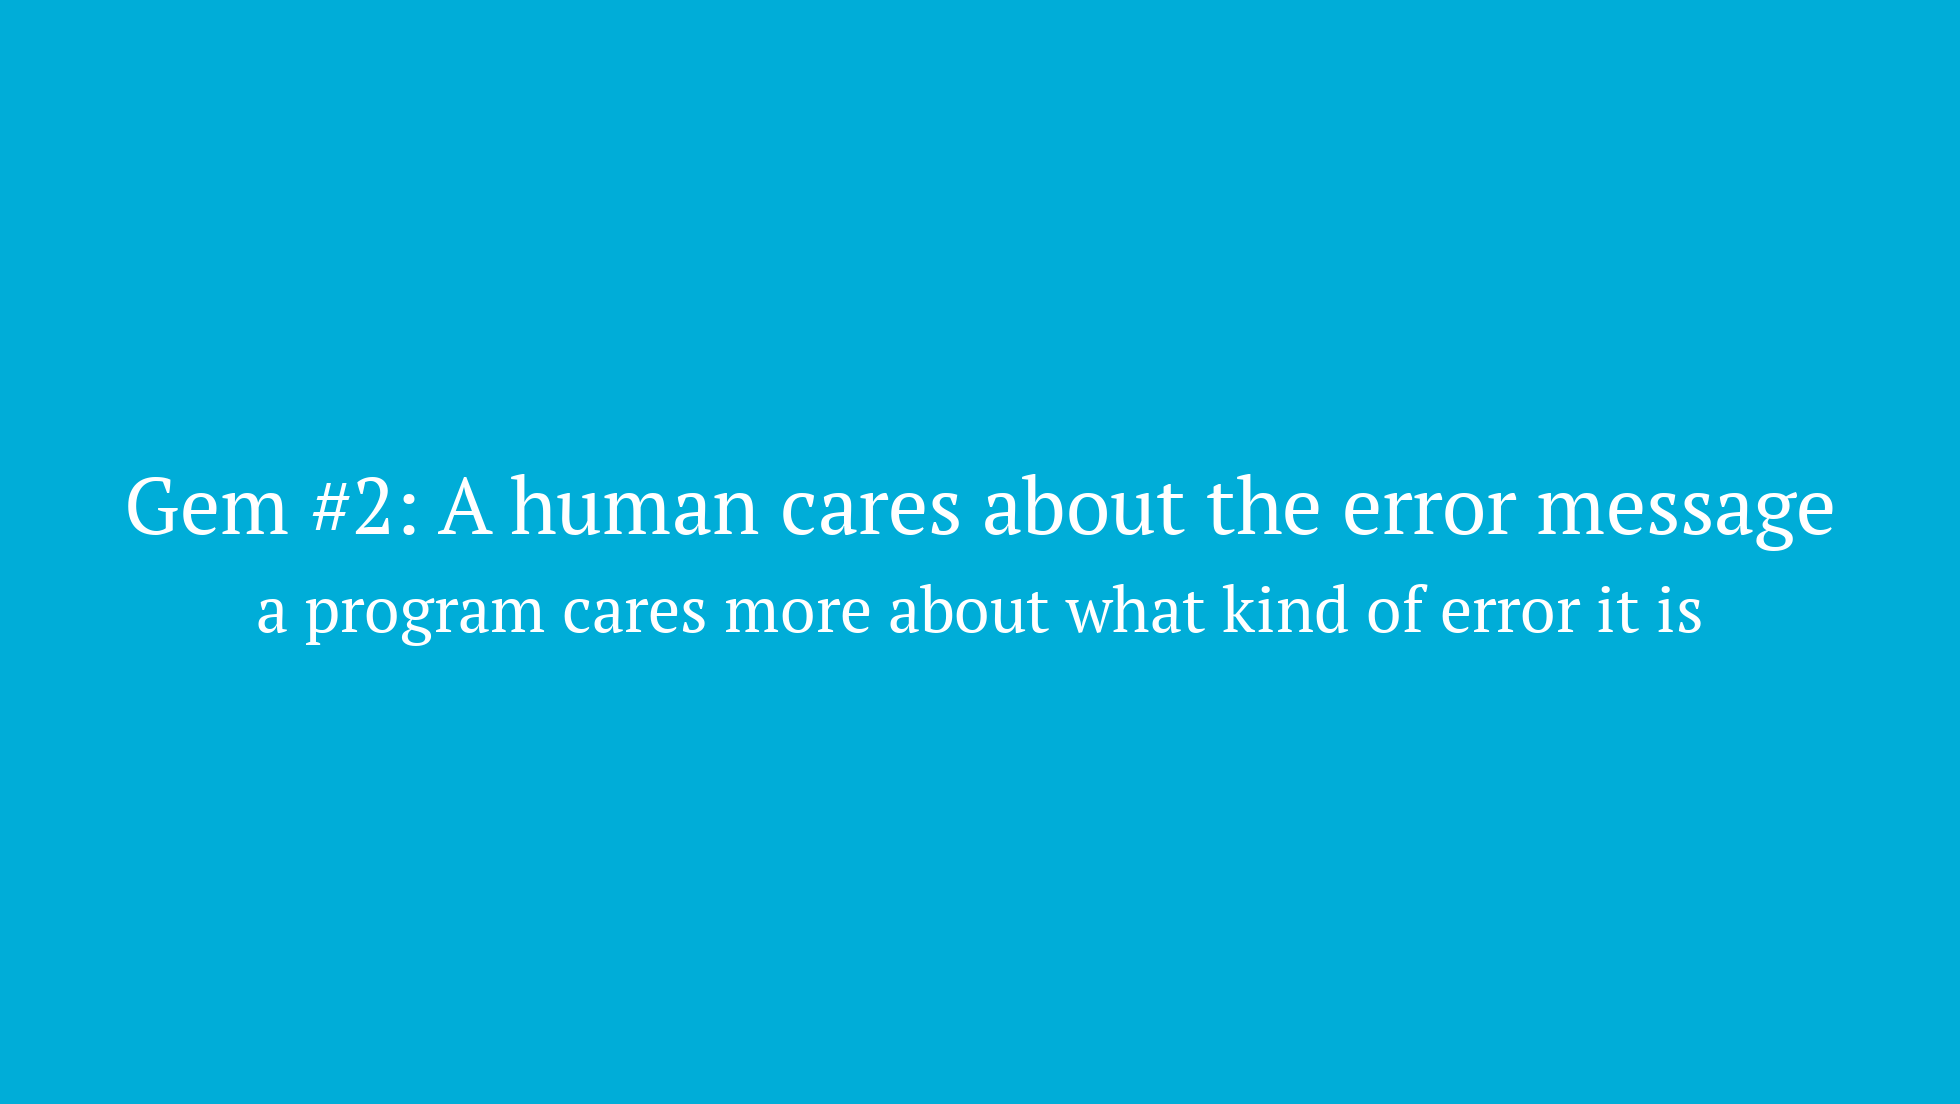 Gem #2: A human cares about the error message
a program cares more about what kind of error it is